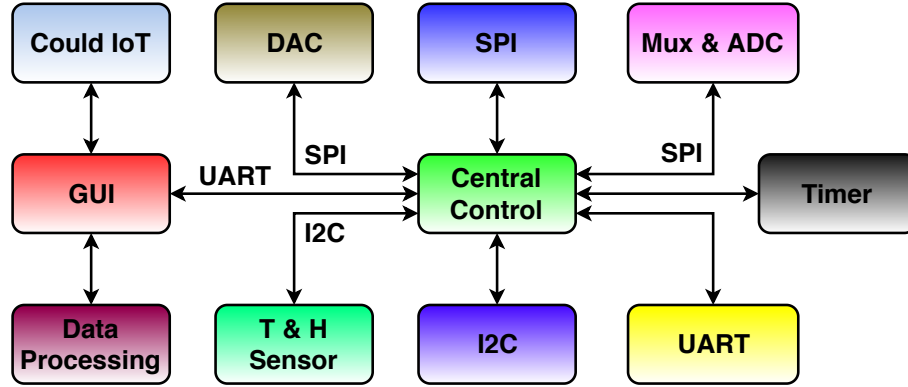 Could IoT
DAC
SPI
Mux & ADC
SPI
SPI
UART
GUI
Central
Control
Timer
I2C
Data
Processing
T & H
Sensor
I2C
UART